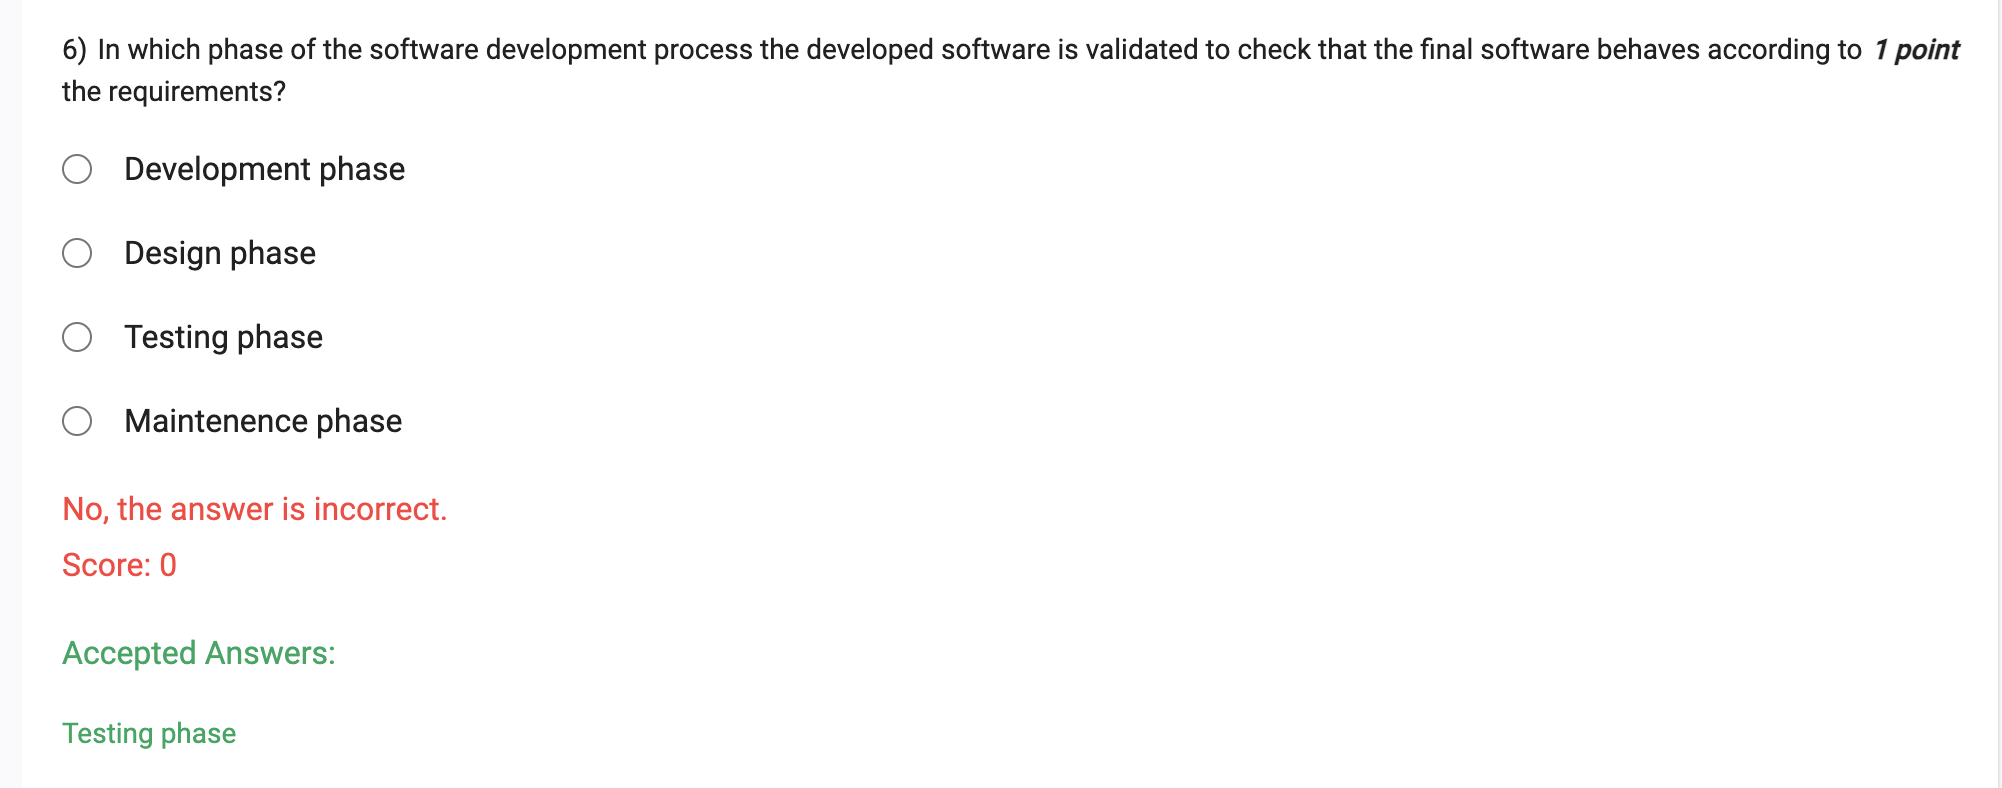 6) In which phase of the software development process the developed software is validated to check that the final software behaves according to 1 point
the requirements?
Development phase
Design phase
Testing phase
Maintenence phase
No, the answer is incorrect.
Score: 0
Accepted Answers:
Testing phase